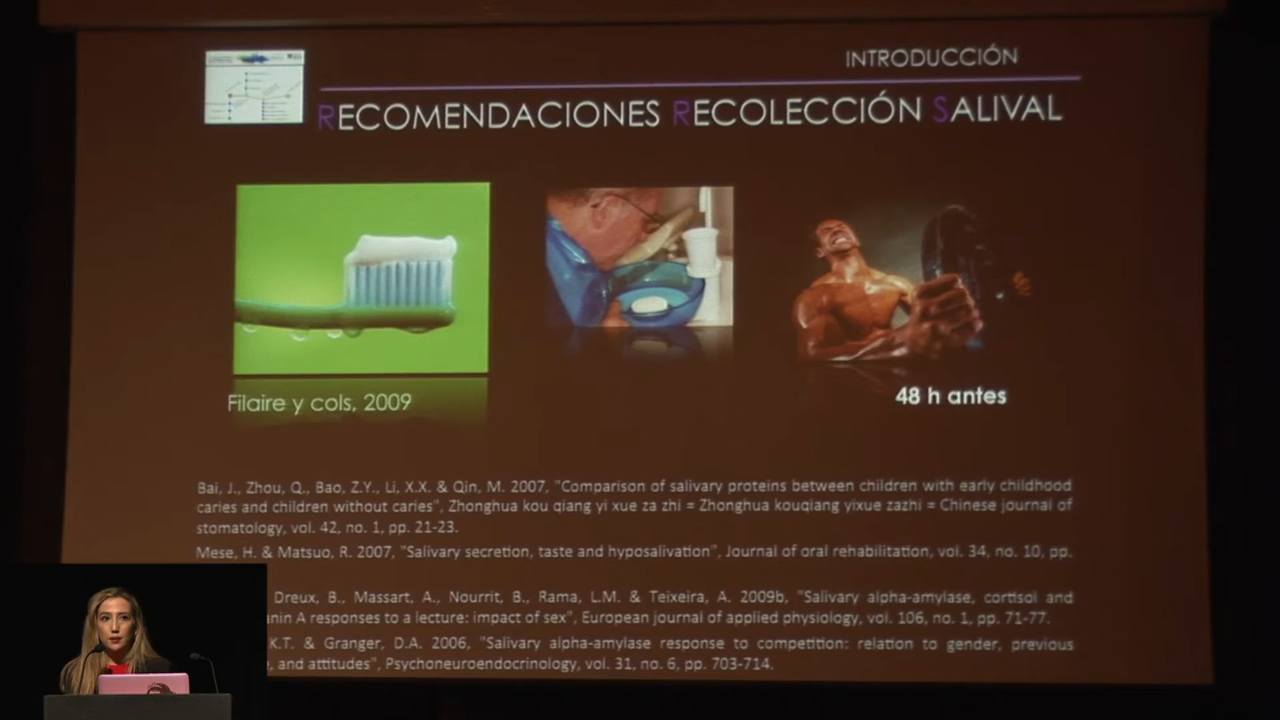 INTRODUCCIÓN
RECOMENDACIONES RECOLECCIÓN SALIVAL
Filaire y cols, 2009
48 h antes
Bai, J., Zhou, Q., Bao, Z.Y., Li, X.X. & Qin, M. 2007, "Comparison of salivary proteins between children with early childhood
caries and children without caries", Zhonghua kou qiang yi xue za zhi = Zhonghua kouqiang yixue zazhi = Chinese journal of
stomatology, vol. 42, no. 1, pp. 21-23.
Mese, H. & Matsuo, R. 2007, "Salivary secretion, taste and hyposalivation", Journal of oral rehabilitation, vol. 34, no. 10, pp.
Dreux, B., Massart, A., Nourrit, B., Rama, L.M. & Teixeira, A. 2009b, "Salivary alpha-amylase, cortisol and
anin A responses to a lecture: impact of sex", European journal of applied physiology, vol. 106, no. 1, pp. 71-77.
K.T. & Granger, D.A. 2006, "Salivary alpha-amylase response to competition: relation to gender, previous
, and attitudes", Psychoneuroendocrinology, vol. 31, no. 6, pp. 703-714.